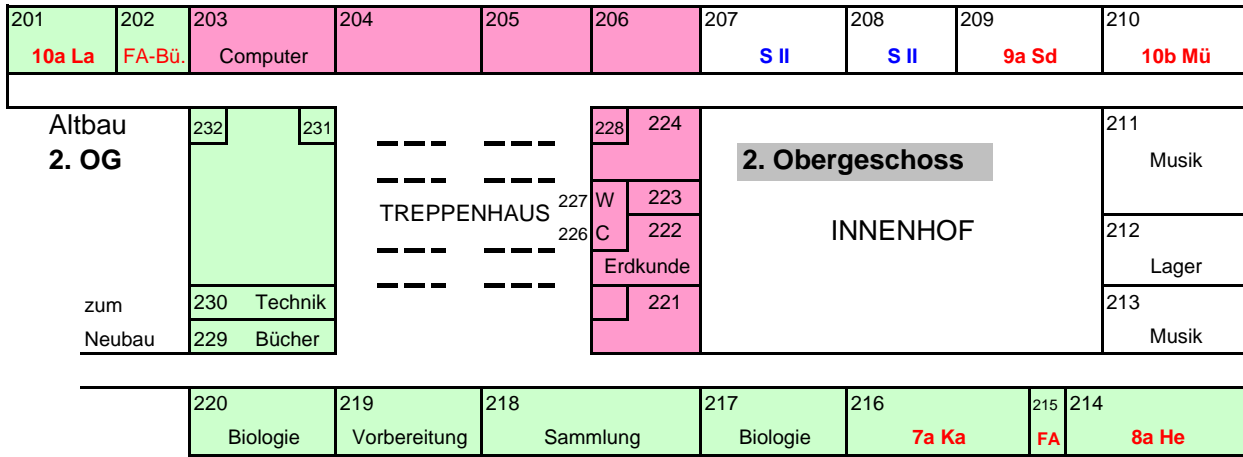 201 202 203 204 205 206 207 208 209 210
10a La FA-Bü. Computer S II S II 9a Sd 10b Mü
Altbau 232 231 228 224 211
2. OG 2. Obergeschoss Musik
227 W 223
TREPPENHAUS
226 C 222 INNENHOF 212
Erdkunde Lager
zum 230 Technik 221 213
Neubau 229 Bücher Musik
220 219 218 217 216 215 214
Biologie Vorbereitung Sammlung Biologie 7a Ka FA 8a He